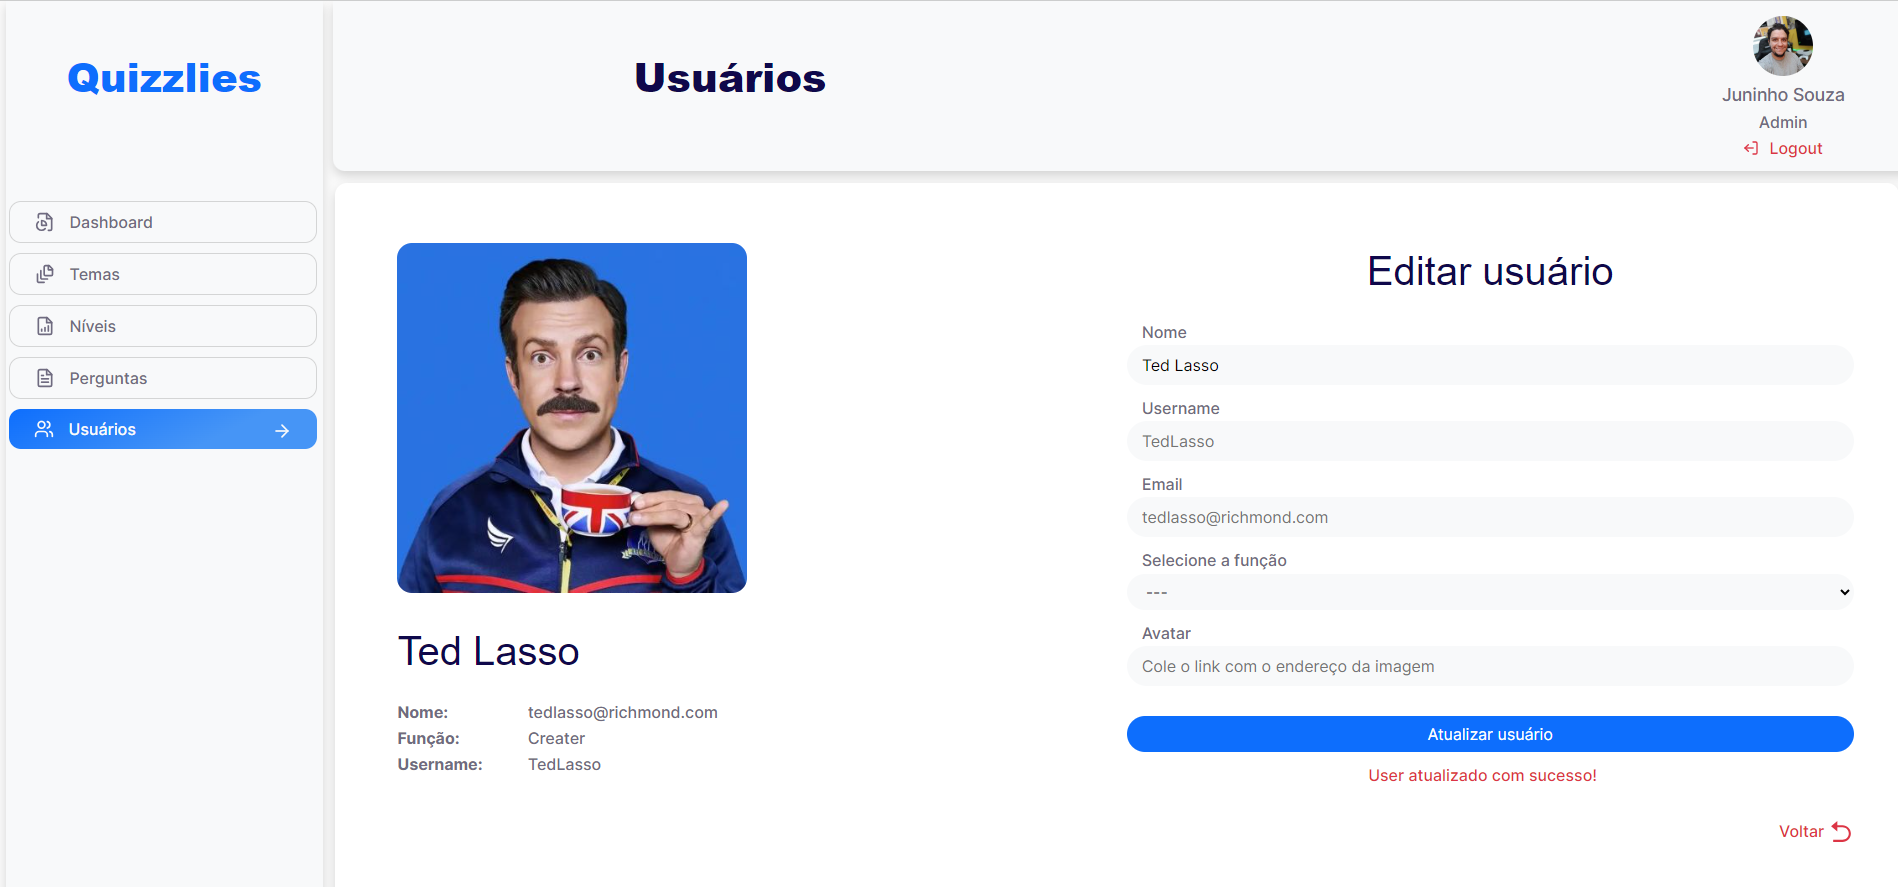 Quizzlies
Dashboard
Temas
Níveis
Perguntas
Usuários
Usuários
Juninho Souza
Admin
Logout
Ted Lasso
Nome: tedlasso@richmond.com
Função: Creater
Username: TedLasso
Editar usuário
Nome
Ted Lasso
Username
TedLasso
Email
tedlasso@richmond.com
Selecione a função
---
Avatar
Cole o link com o endereço da imagem
Atualizar usuário
User atualizado com sucesso!
Voltar